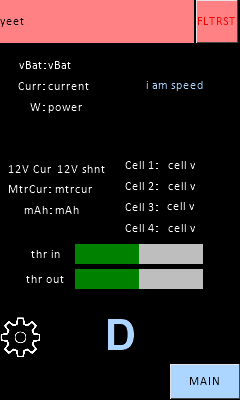 yeet FLTRST
vBat:vBat
Curr:current i am speed
W:power
12V Cur 12V shnt
MtrCur: mtrcur
mAh: mAh
Cell 1: cell v
Cell 2: cell v
Cell 3: cell v
Cell 4: cell v
thr in
thr out
D
MAIN